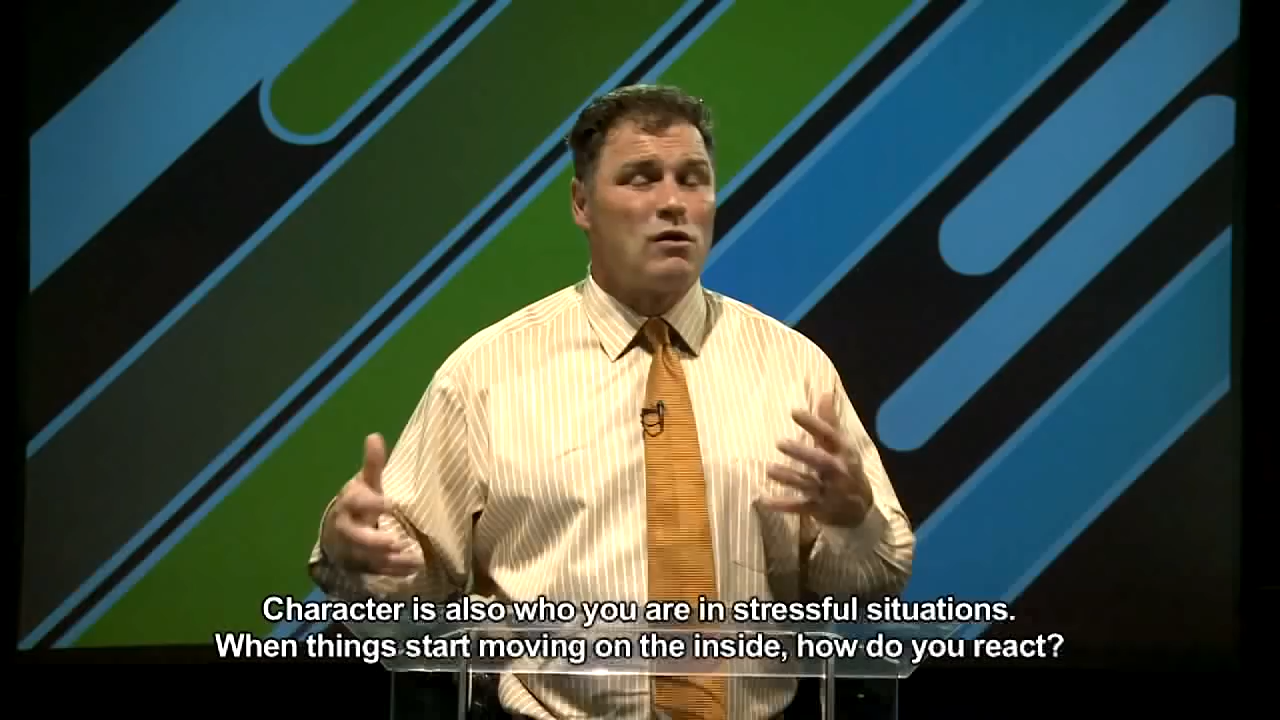 Character is also who you are in stressful situations.
When things start moving on the inside, how do you react?